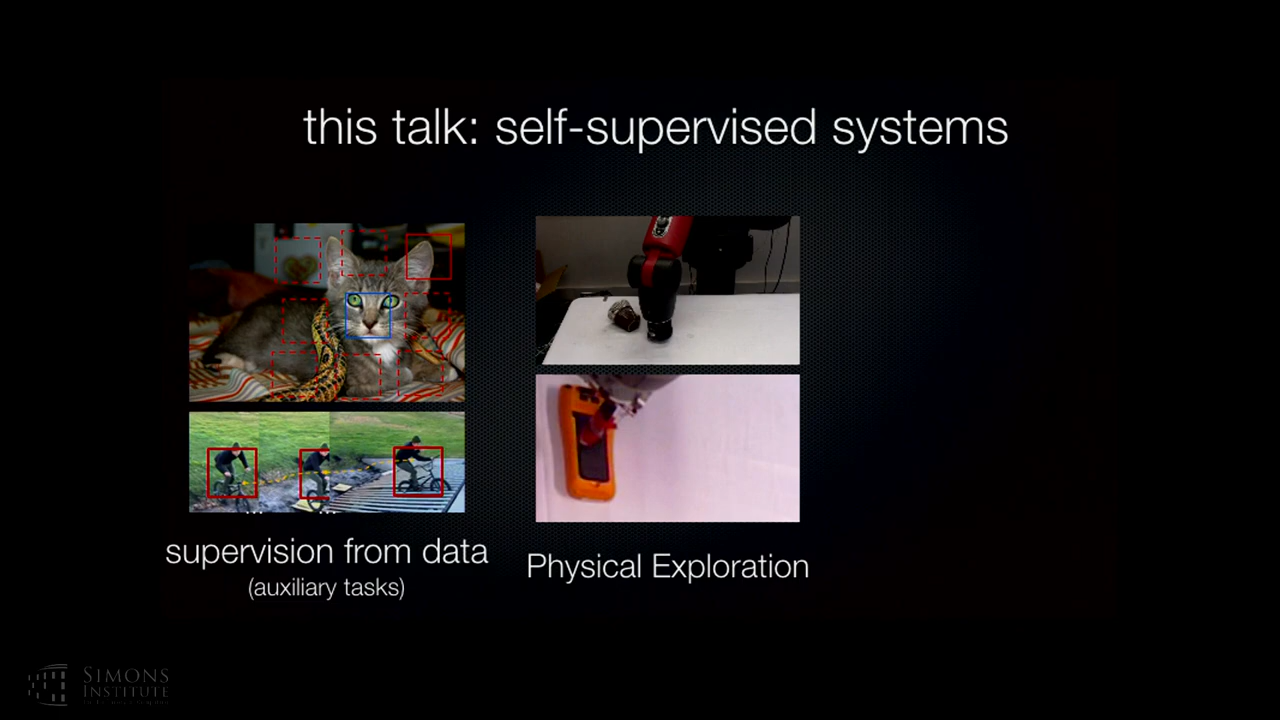 this talk: self-supervised systems
supervision from data
(auxiliary tasks)
Physical Exploration
SIMONS
INSTITUTE